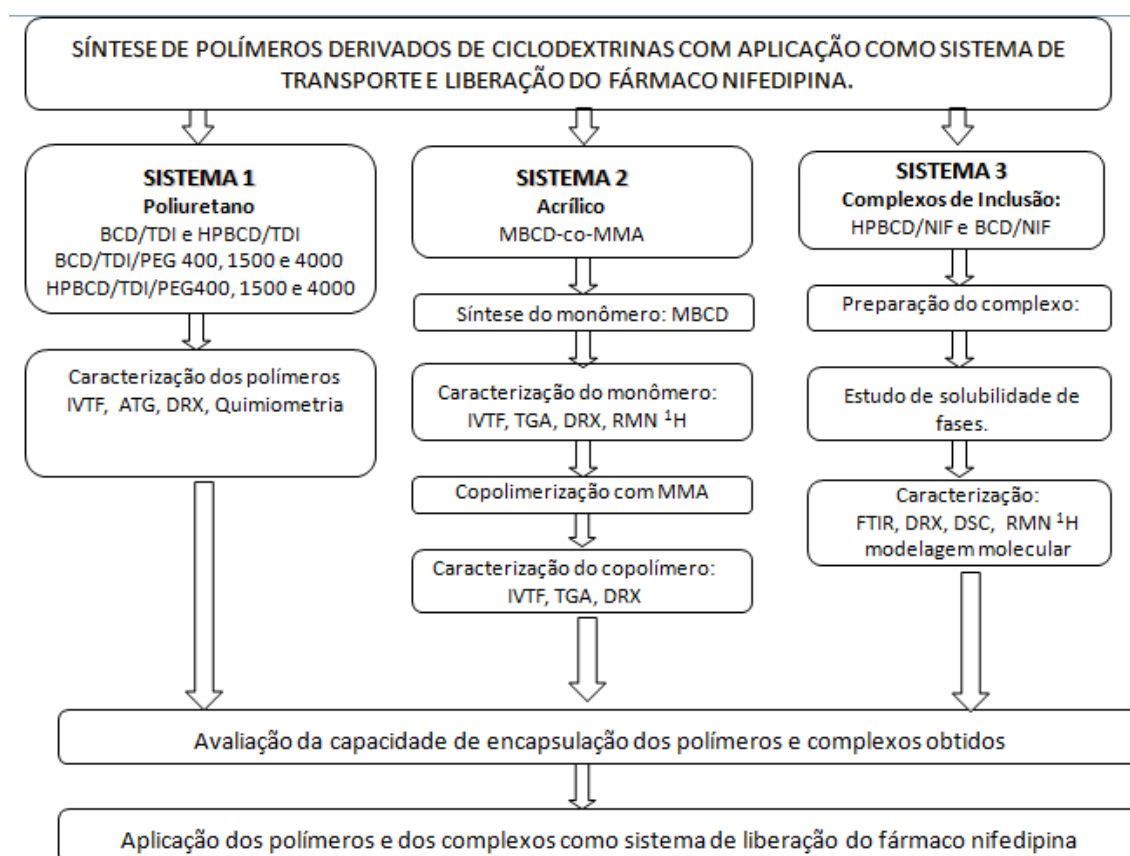 SÍNTESE DE POLÍMEROS DERIVADOS DE CICLODEXTRINAS COM APLICAÇÃO COMO SISTEMA DE
TRANSPORTE E LIBERAÇÃO DO FÁRMACO NIFEDIPINA.
SISTEMA 1
Poliuretano
BCD/TDI e HPBCD/TDI
BCD/TDI/PEG 400, 1500 e 4000
HPBCD/TDI/PEG400, 1500 e 4000
Caracterização dos polímeros
IVTF, ATG, DRX, Quimiometria
SISTEMA 2
Acrílico
MBCD-co-MMA
Síntese do monômero: MBCD
Caracterização do monômero:
IVTF, TGA, DRX, RMN ¹H
Copolimerização com MMA
Caracterização do copolímero:
IVTF, TGA, DRX
SISTEMA 3
Complexos de Inclusão:
HPBCD/NIF e BCD/NIF
Preparação do complexo:
Estudo de solubilidade de
fases.
Caracterização:
FTIR, DRX, DSC, RMN ¹H
modelagem molecular
Avaliação da capacidade de encapsulação dos polímeros e complexos obtidos
Aplicação dos polímeros e dos complexos como sistema de liberação do fármaco nifedipina